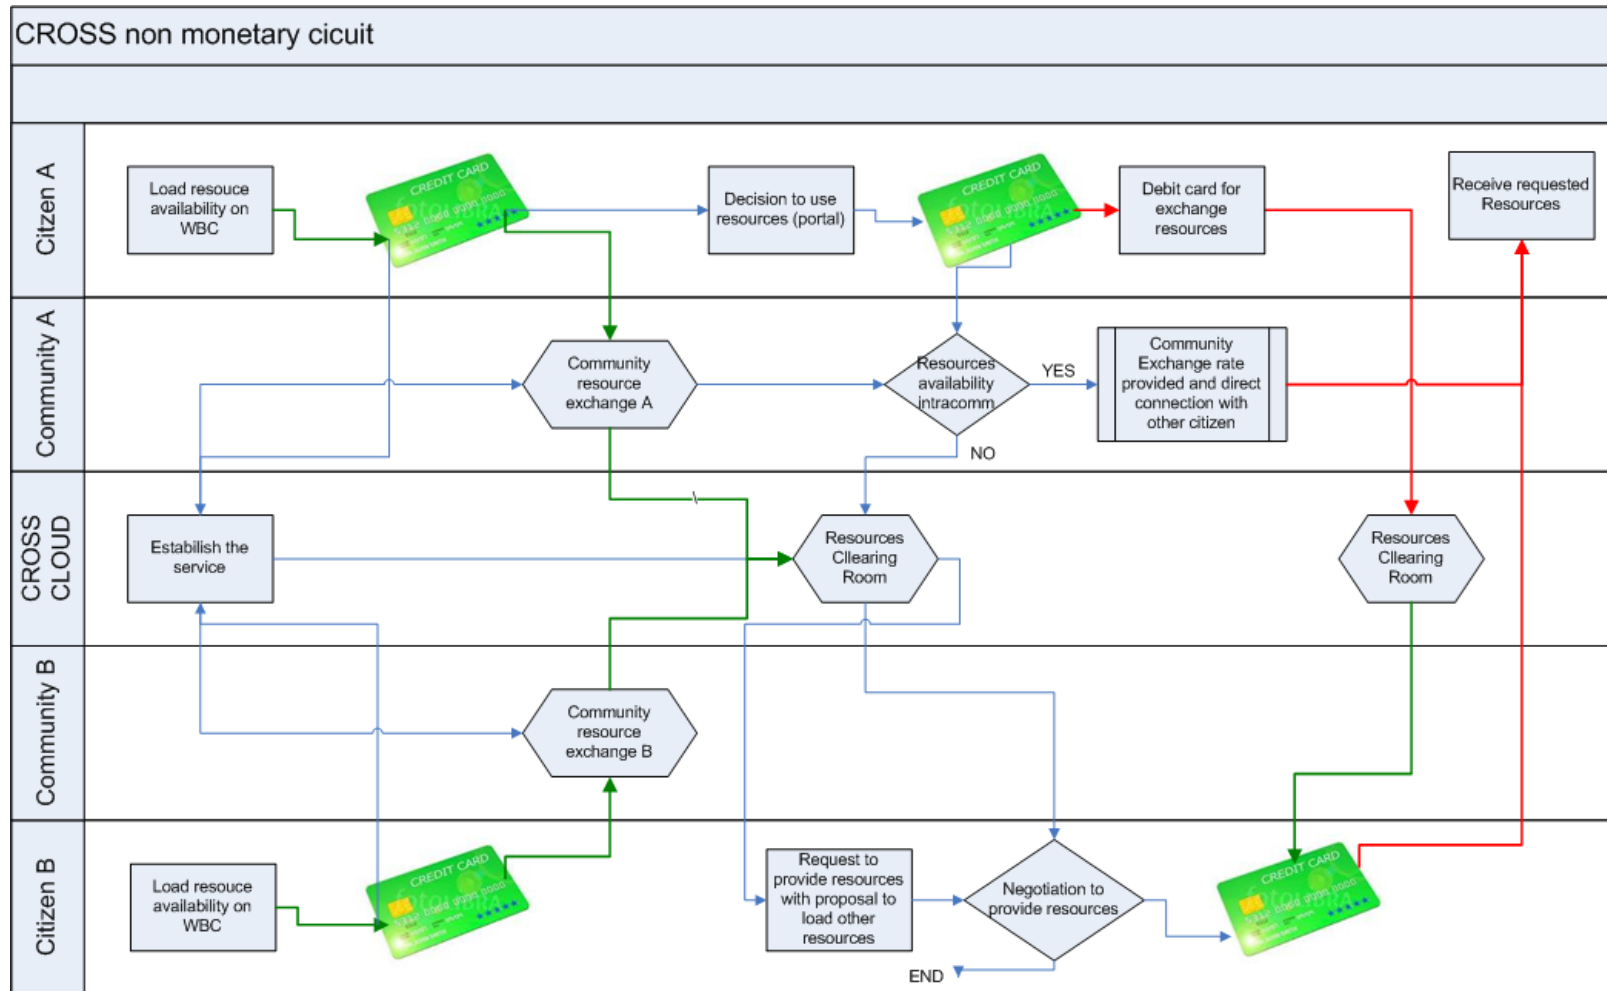 CROSS non monetary cicuit
Citzen A
Load resouce
availability on
WBC
CREDIT CARD
Decision to use
resources (portal)
CREDIT CARD
Debit card for
exchange
resources
Receive requested
Resources
Community A
Community
resource
exchange A
Resources
availability
intracomm
YES
NO
Community
Exchange rate
provided and direct
connection with
other citizen
CROSS
CLOUD
Estabilish the
service
Resources
Cllearing
Room
Resources
Cllearing
Room
Community B
Community
resource
exchange B
Citizen B
Load resouce
availability on
WBC
CREDIT CARD
Request to
provide resources
with proposal to
load other
resources
Negotiation to
provide resources
END
CREDIT CARD